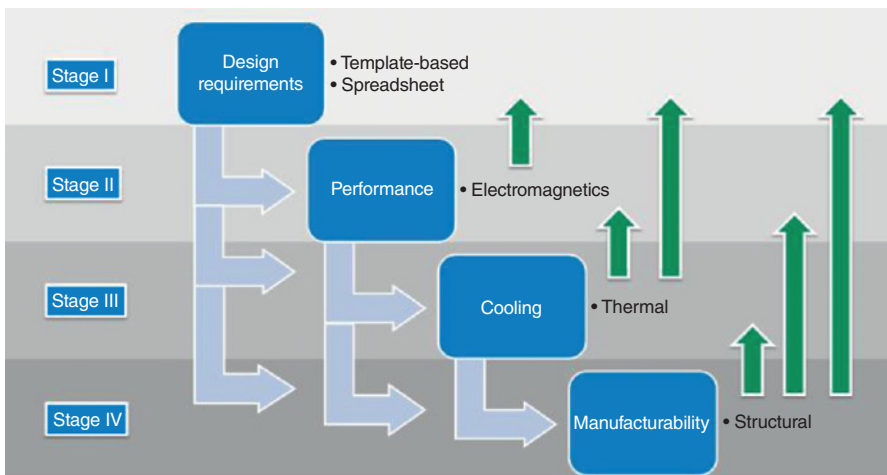 Stage I
Design
requirements
• Template-based
• Spreadsheet
Stage II
Performance
• Electromagnetics
Stage III
Cooling
• Thermal
Stage IV
Manufacturability
• Structural